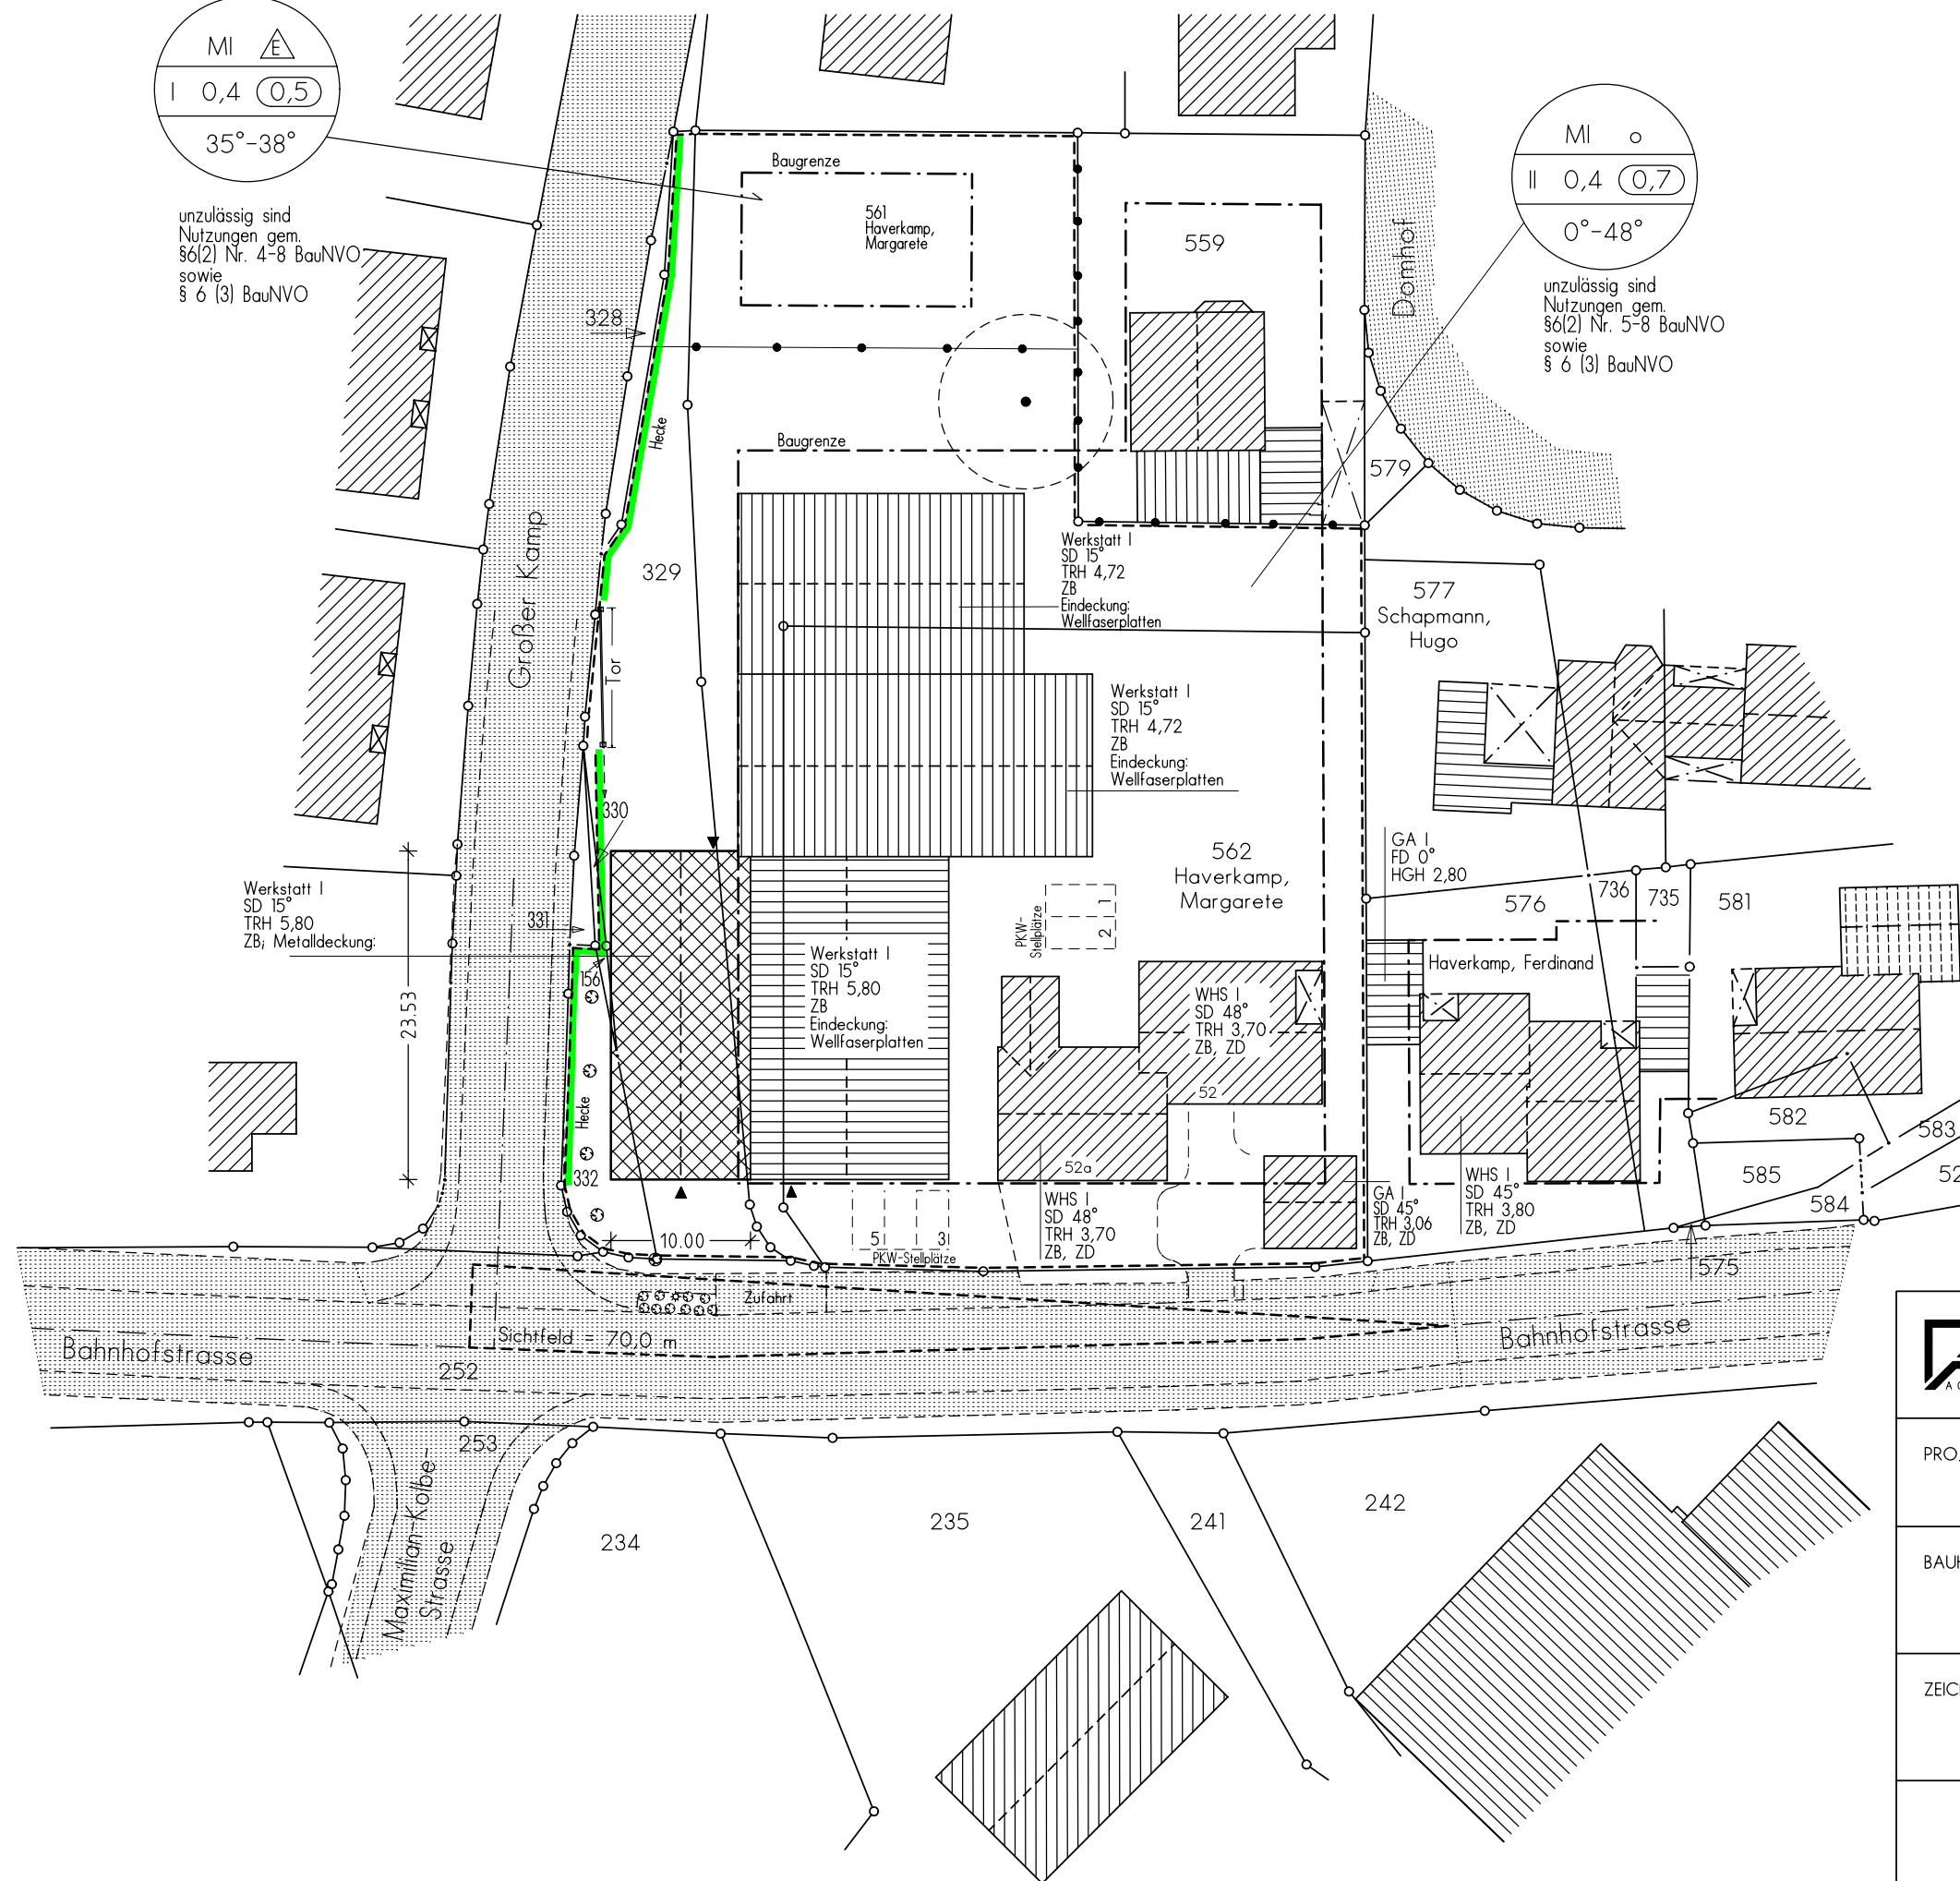 MI E
I 0,4 0,5
35°-38°
unzulässig sind
Nutzungen gem.
§6(2) Nr. 4-8 BauNVO
sowie
§ 6 (3) BauNVO
MI o
II 0,4 0,7
0°-48°
unzulässig sind
Nutzungen gem.
§6(2) Nr. 5-8 BauNVO
sowie
§ 6 (3) BauNVO
Baugrenze
561
Haverkamp,
Margarete
559
Domhof
328
Hecke
Baugrenze
579
Großer Kamp
329
Werkstatt I
SD 15°
TRH 4,72
ZB
Eindeckung:
Wellfaserplatten
577
Schapmann,
Hugo
Tor
Werkstatt I
SD 15°
TRH 4,72
ZB
Eindeckung:
Wellfaserplatten
330
562
Haverkamp,
Margarete
GA I
FD 0°
HGH 2,80
576
736
735
581
Werkstatt I
SD 15°
TRH 5,80
ZB; Metalldeckung:
331
156
PKW-
Stellplätze
1
2
Werkstatt I
SD 15°
TRH 5,80
ZB
Eindeckung:
Wellfaserplatten
Haverkamp, Ferdinand
WHS I
SD 48°
TRH 3,70
ZB, ZD
52
23.53
Hecke
332
52a
WHS I
SD 48°
TRH 3,70
ZB, ZD
GA I
SD 45°
TRH 3,06
ZB, ZD
WHS I
SD 45°
TRH 3,80
ZB, ZD
582
583
585
584
52
575
10.00
5
3
PKW-Stellplätze
Zufahrt
Sichtfeld = 70,0 m
Bahnhofstrasse
Bahnhofstrasse
252
253
Maximilian-Kolbe-
Strasse
234
235
241
242
A
PRO
BAUH
ZEIC